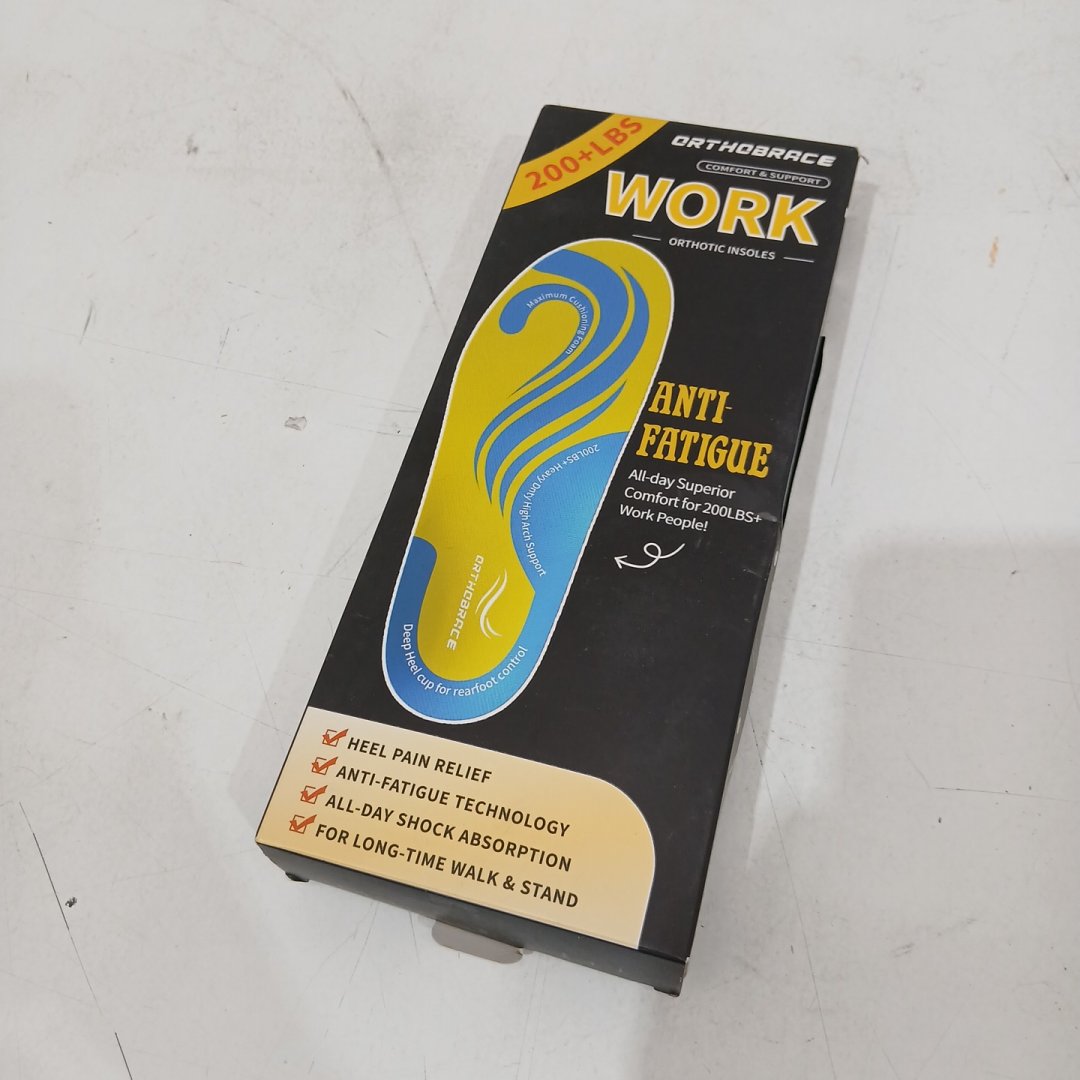 200+LBS
ORTHOBRACE
COMFORT & SUPPORT
WORK
ORTHOTIC INSOLES
Maximum Cushioning Foam
ANTI-
FATIGUE
All-day Superior
Comfort for 200LBS+
Work People!
200LBS+ Heavy Dnty High Arch Support
ORTHOBRACE
Deep Heel cup for rearfoot control
HEEL PAIN RELIEF
ANTI-FATIGUE TECHNOLOGY
ALL-DAY SHOCK ABSORPTION
FOR LONG-TIME WALK & STAND